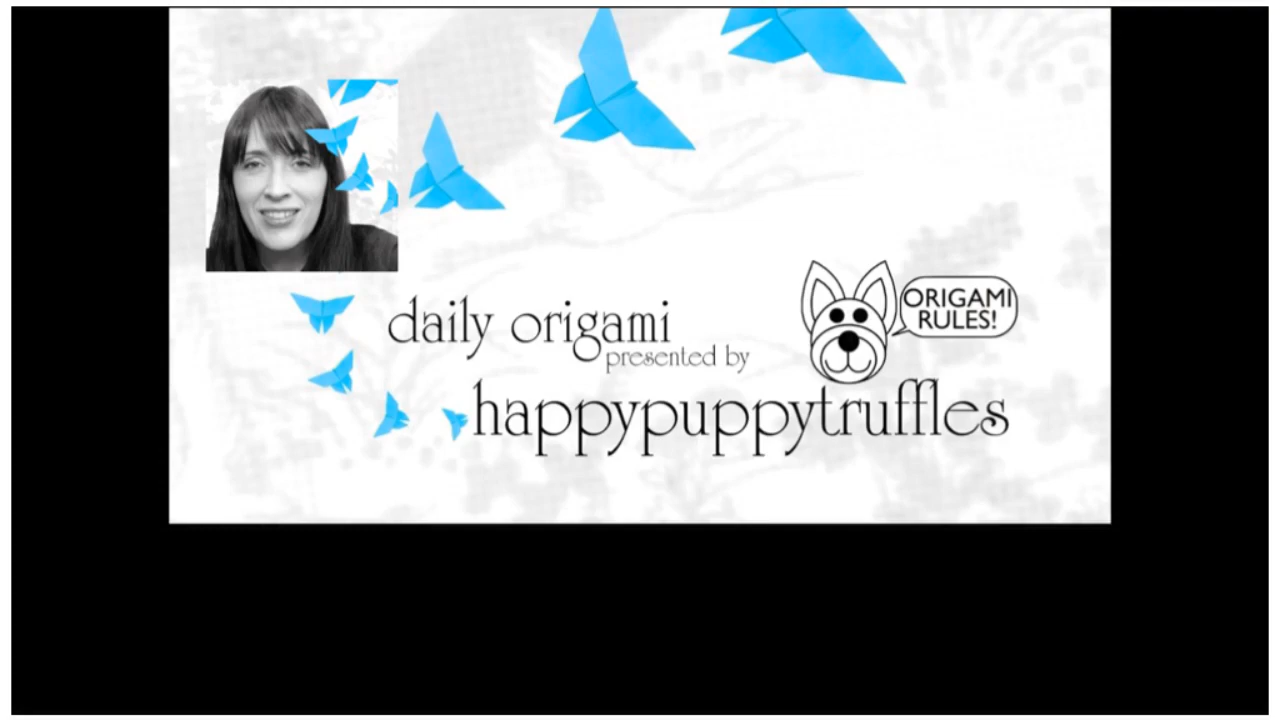 daily origami
presented by
ORIGAMI
RULES!
happypuppytruffles